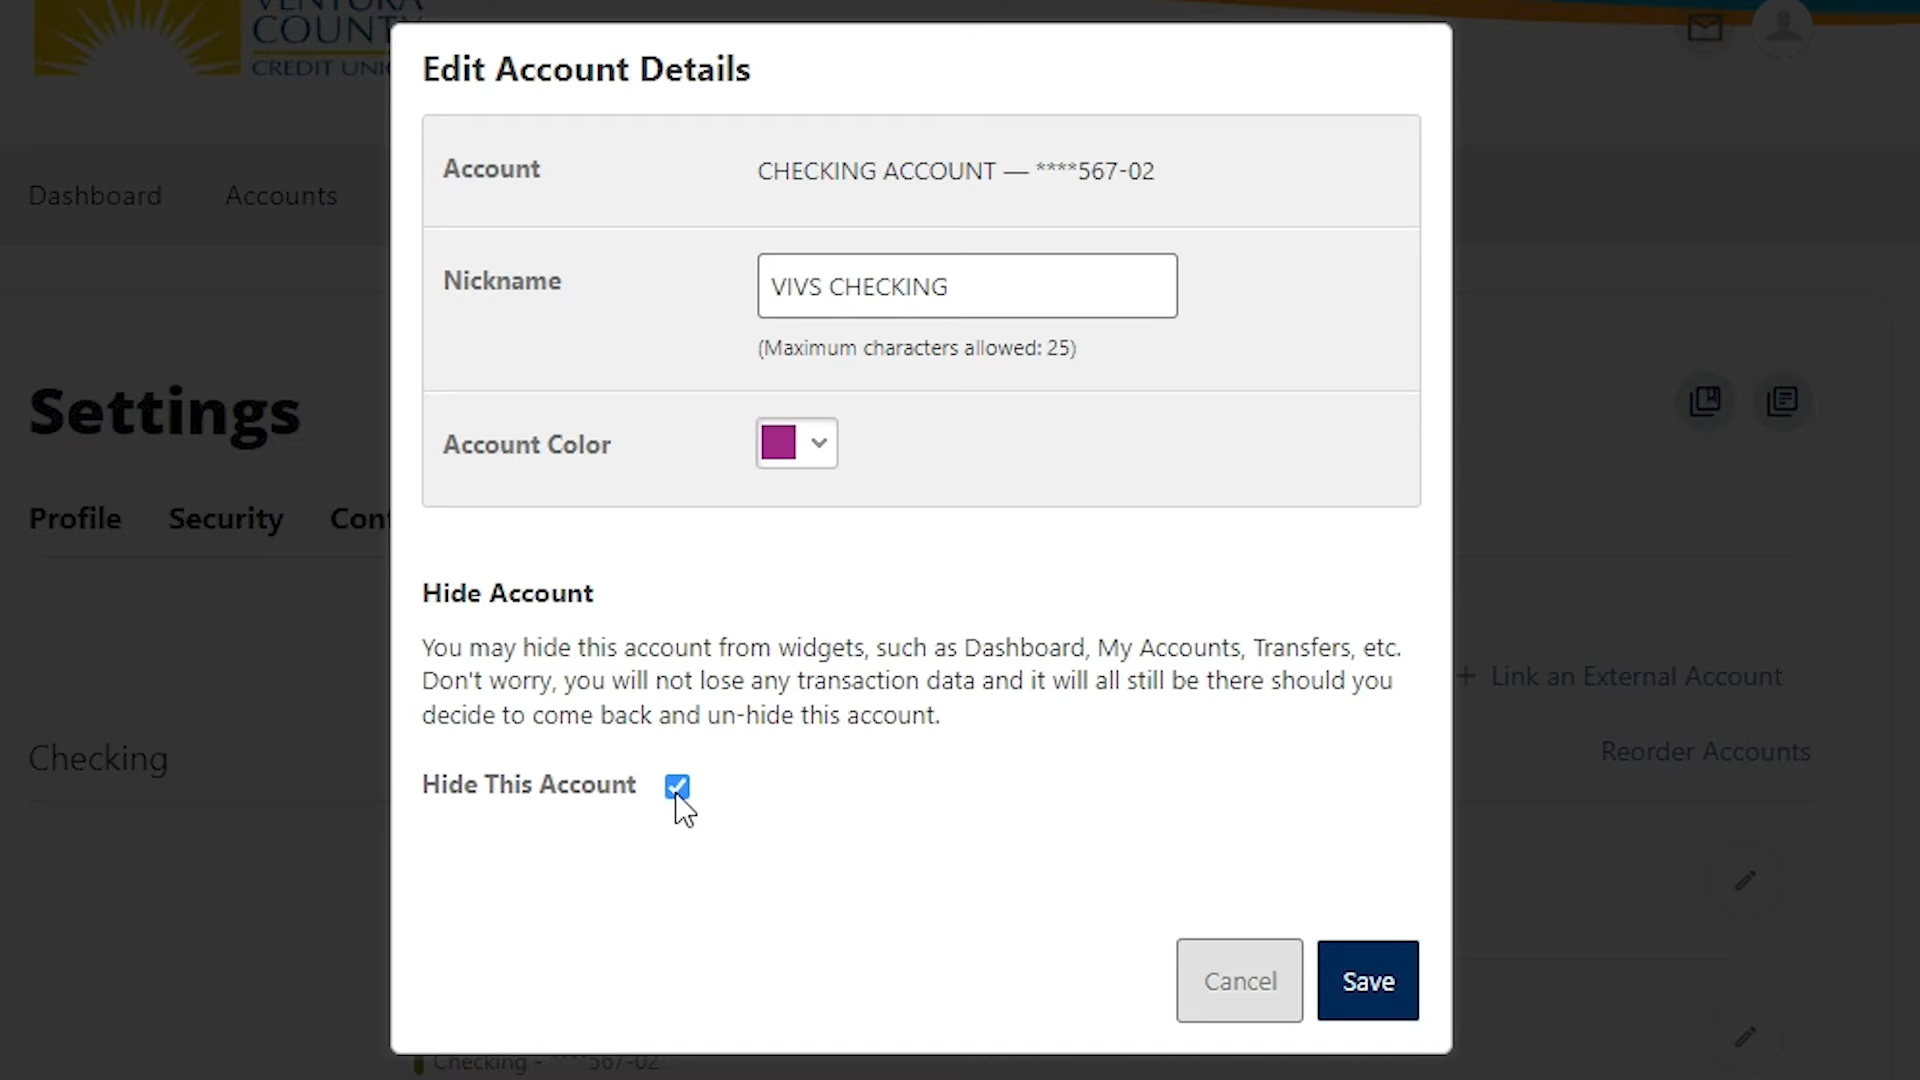 VENTURA
COUNTY
CREDIT UNI
Edit Account Details
Account
CHECKING ACCOUNT — ****567-02
Dashboard
Accounts
Nickname
VIVS CHECKING
(Maximum characters allowed: 25)
Settings
Account Color
Profile
Security
Con
Hide Account
You may hide this account from widgets, such as Dashboard, My Accounts, Transfers, etc.
Don't worry, you will not lose any transaction data and it will all still be there should you
decide to come back and un-hide this account.
+ Link an External Account
Checking
Reorder Accounts
Hide This Account
Cancel
Save
Checking - ****567-02